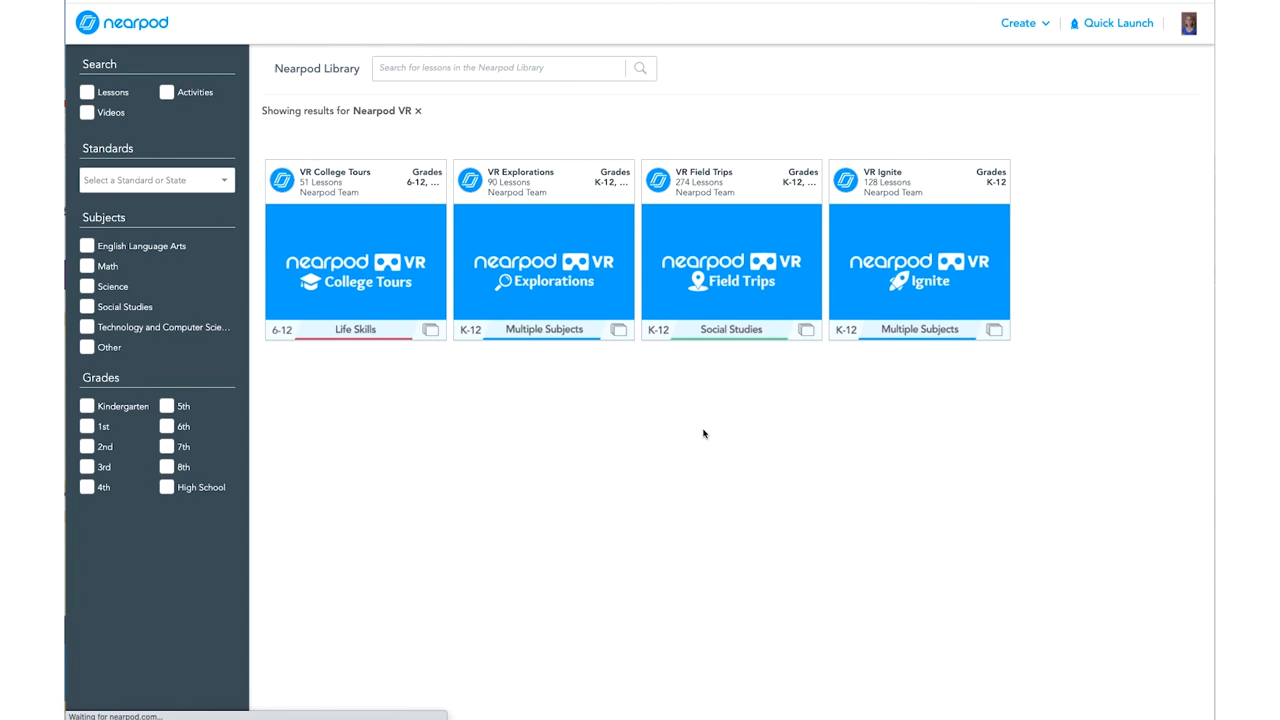 nearpod
Create
Quick Launch
Search
Lessons
Activities
Videos
Standards
Select a Standard or State
Subjects
English Language Arts
Math
Science
Social Studies
Technology and Computer Scie...
Other
Grades
Kindergarten
5th
1st
6th
2nd
7th
3rd
8th
4th
High School
Nearpod Library
Search for lessons in the Nearpod Library
Showing results for Nearpod VR ×
VR College Tours
51 Lessons
Nearpod Team
Grades
6-12, ...
nearpod VR
College Tours
6-12
Life Skills
VR Explorations
90 Lessons
Nearpod Team
Grades
K-12, ...
nearpod VR
Explorations
K-12
Multiple Subjects
VR Field Trips
274 Lessons
Nearpod Team
Grades
K-12, ...
nearpod VR
Field Trips
K-12
Social Studies
VR Ignite
128 Lessons
Nearpod Team
Grades
K-12
nearpod VR
Ignite
K-12
Multiple Subjects
Waiting for nearpod.com...